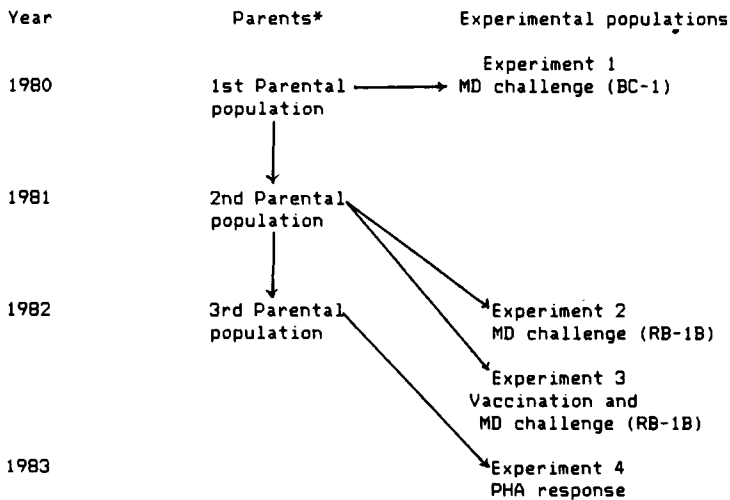 Year Parents* Experimental populations
Experiment 1
1980 1st Parental MD challenge (BC-1)
population
1981 2nd Parental
population
1982 3rd Parental Experiment 2
population MD challenge (RB-1B)
Experiment 3
Vaccination and
MD challenge (RB-1B)
1983 Experiment 4
PHA response